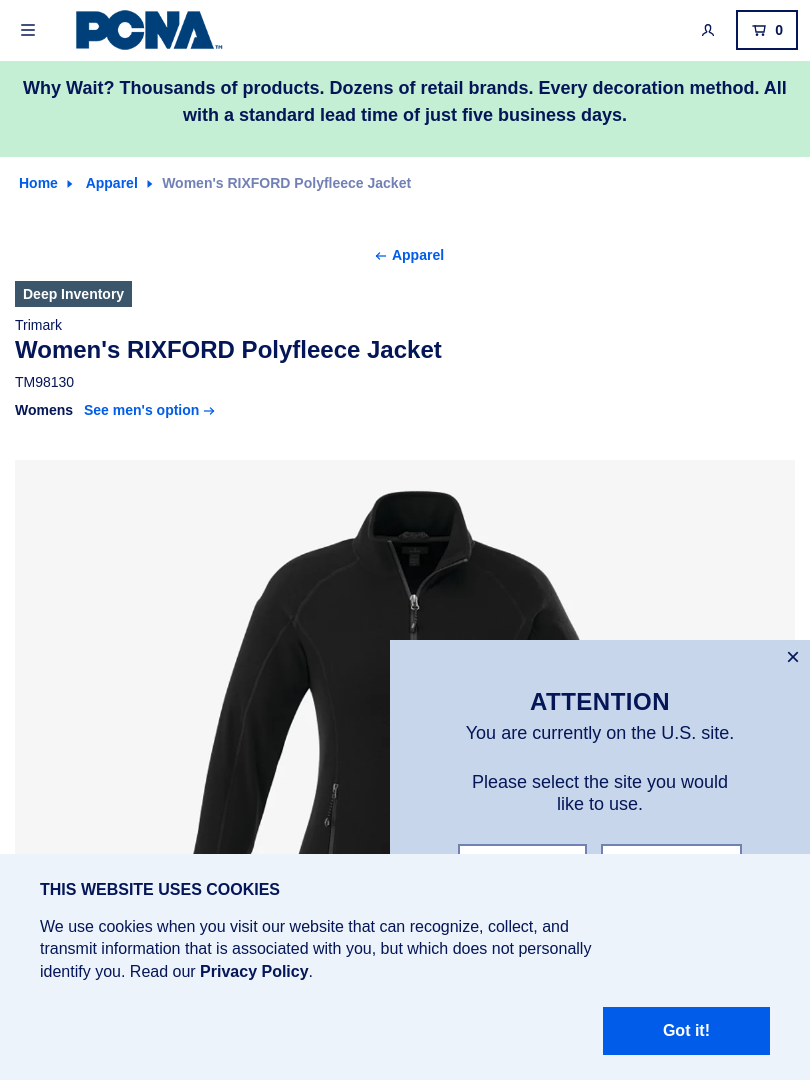 PCNA™
0
Why Wait? Thousands of products. Dozens of retail brands. Every decoration method. All
with a standard lead time of just five business days.
Home
Apparel
Women's RIXFORD Polyfleece Jacket
← Apparel
Deep Inventory
Trimark
Women's RIXFORD Polyfleece Jacket
TM98130
Womens See men's option →
×
ATTENTION
You are currently on the U.S. site.
Please select the site you would
like to use.
THIS WEBSITE USES COOKIES
We use cookies when you visit our website that can recognize, collect, and
transmit information that is associated with you, but which does not personally
identify you. Read our Privacy Policy.
Got it!